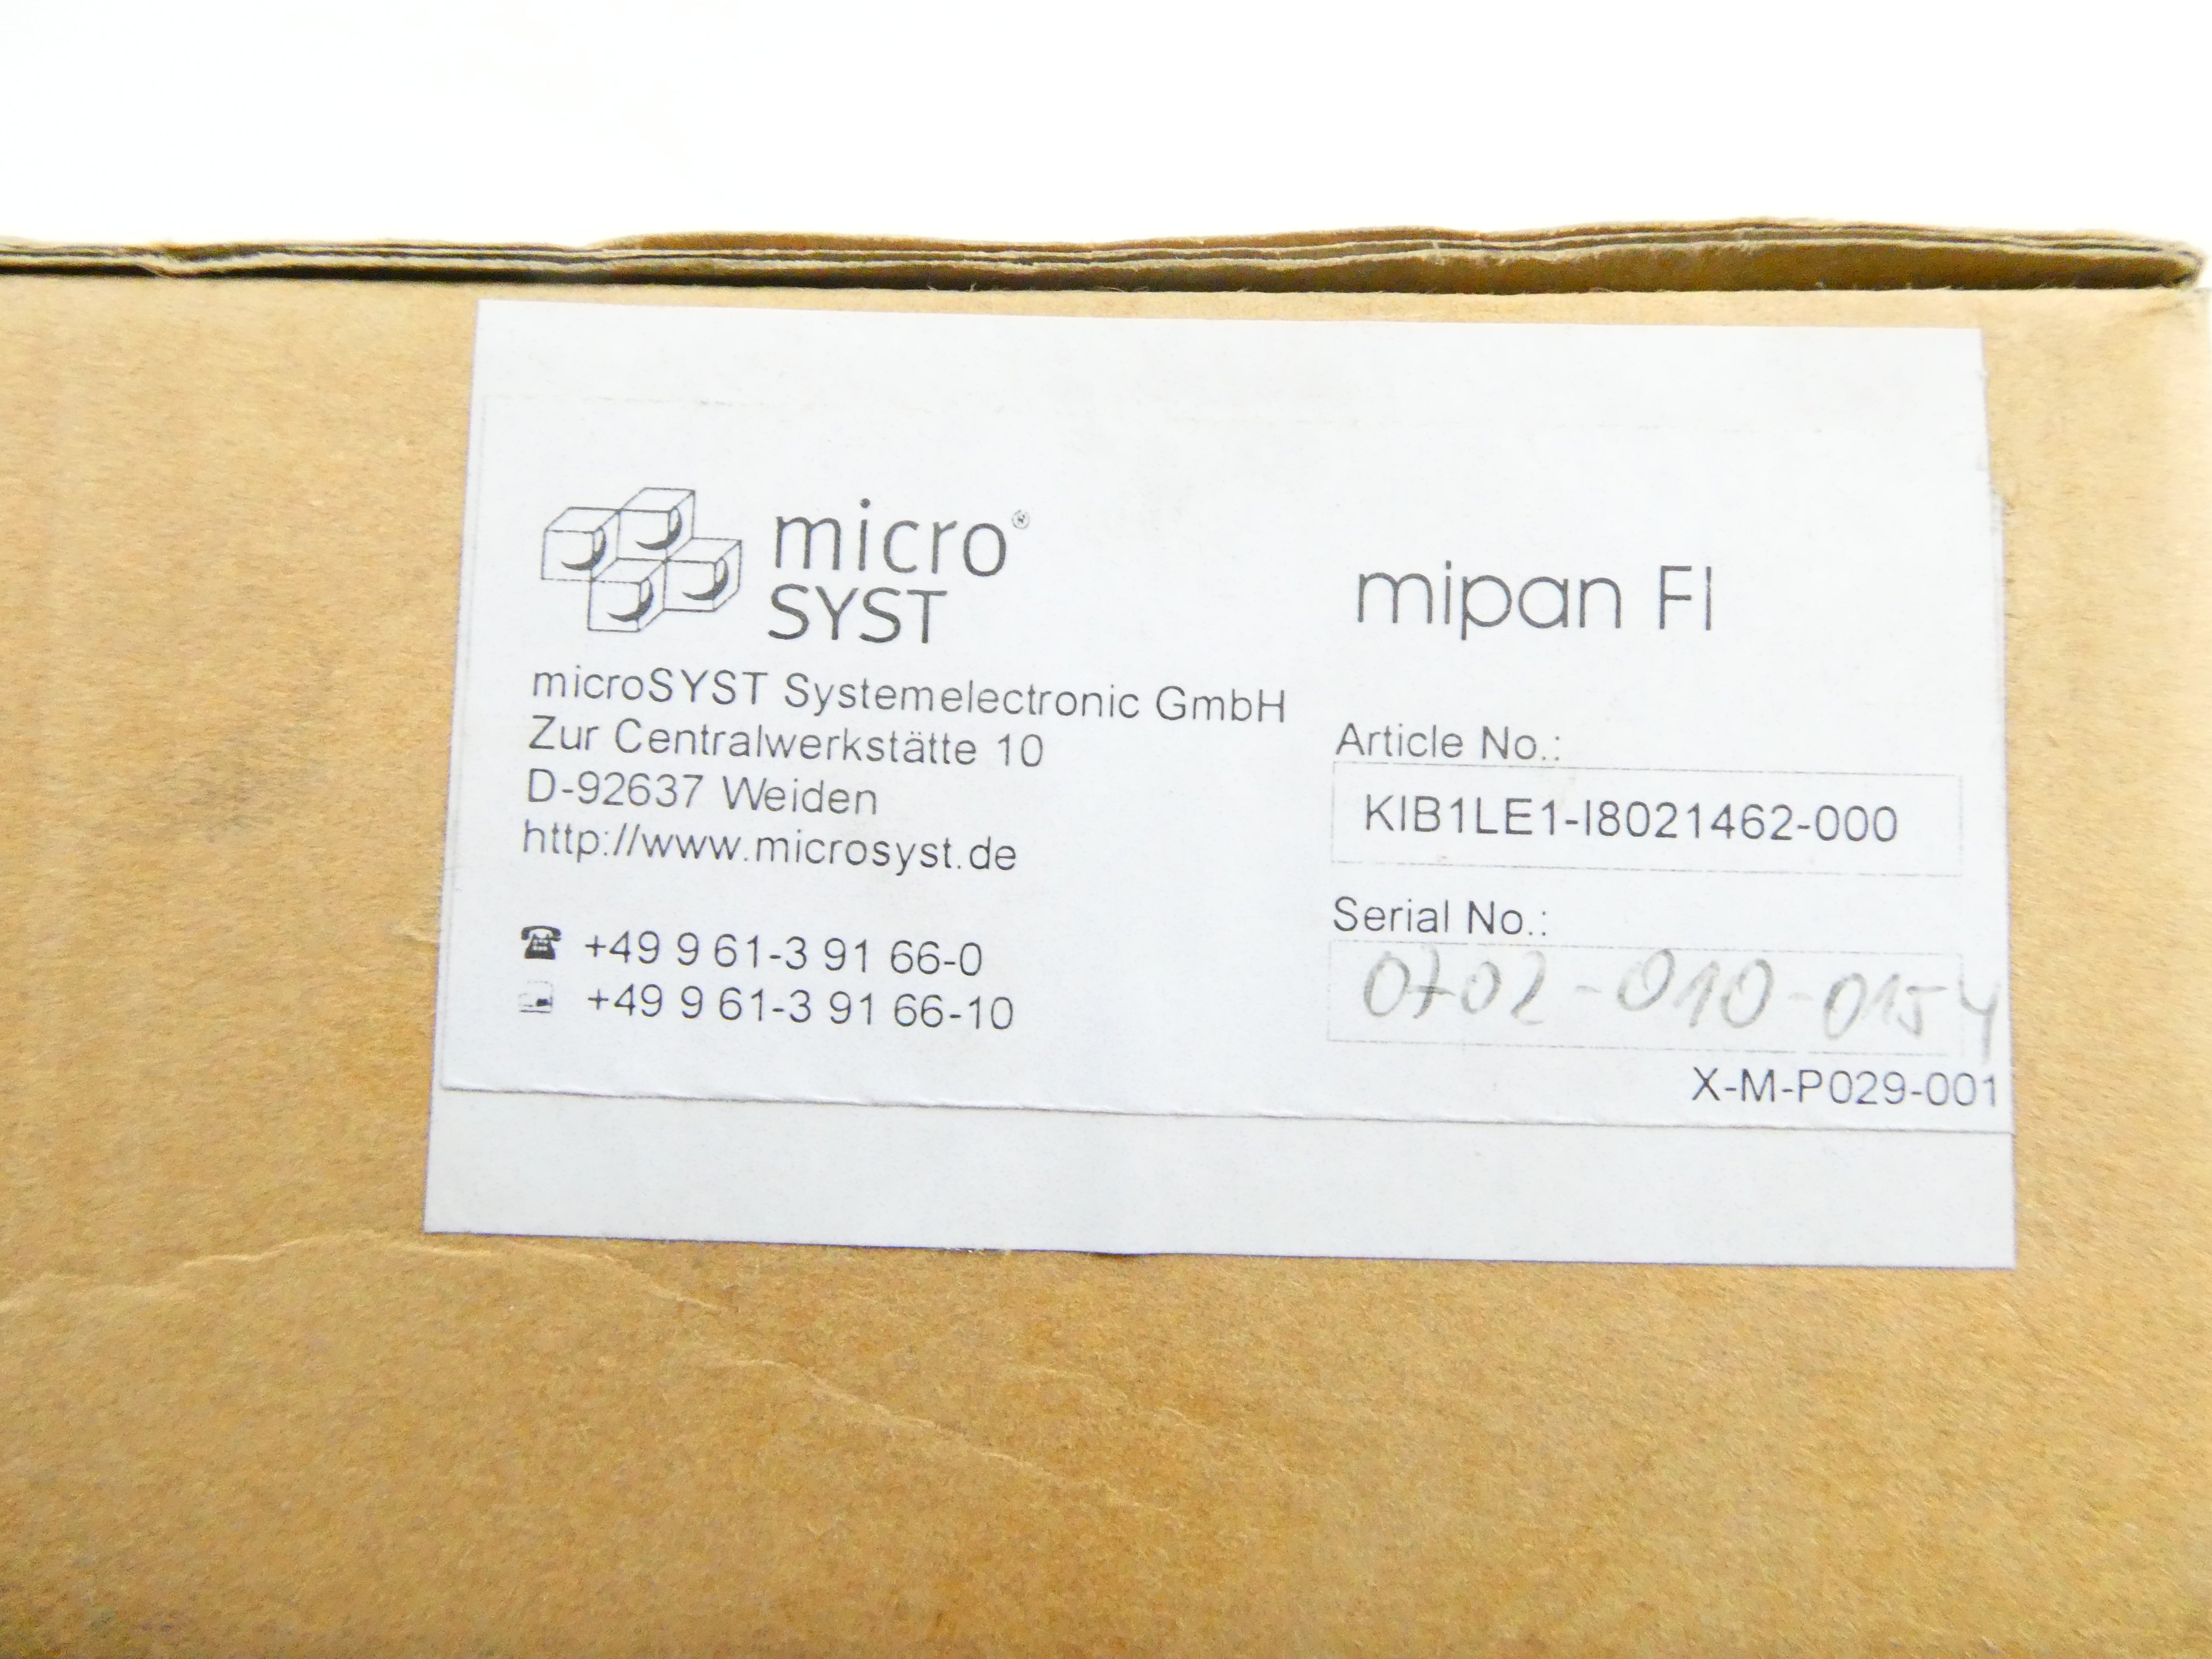 micro®
SYST
mipan FI
microSYST Systemelectronic GmbH
Zur Centralwerkstätte 10
D-92637 Weiden
http://www.microsyst.de
+49 9 61-3 91 66-0
+49 9 61-3 91 66-10
Article No.:
KIB1LE1-I8021462-000
Serial No.:
0702-010-0154
X-M-P029-001